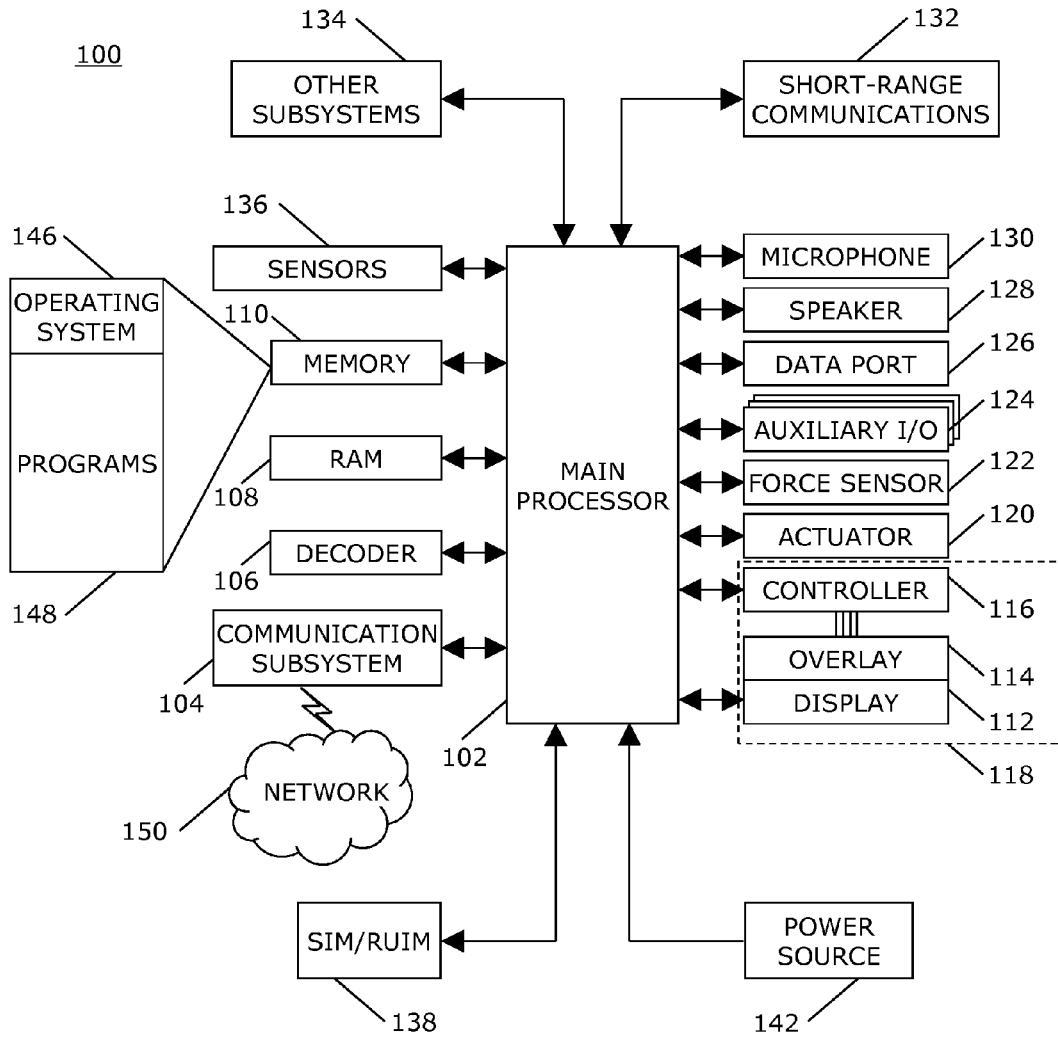 134
132
100
OTHER
SUBSYSTEMS
SHORT-RANGE
COMMUNICATIONS
136
146
SENSORS
MICROPHONE
130
OPERATING
SYSTEM
110
SPEAKER
128
MEMORY
DATA PORT
126
AUXILIARY I/O
124
PROGRAMS
RAM
108
MAIN
PROCESSOR
FORCE SENSOR
122
DECODER
106
ACTUATOR
120
148
CONTROLLER
116
COMMUNICATION
SUBSYSTEM
104
OVERLAY
114
DISPLAY
112
102
118
NETWORK
150
SIM/RUIM
138
POWER
SOURCE
142